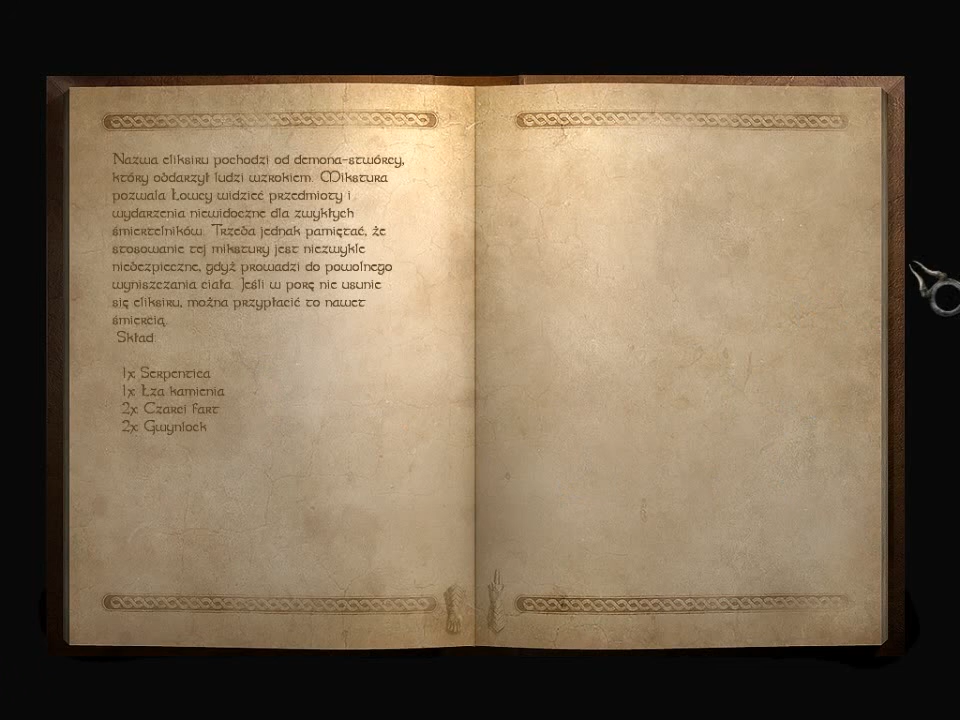 Nazwa eliksiru pochodzi od demona-stwórcy,
który obdarzył ludzi wzrokiem. Mikstura
pozwala Łowcy widzieć przedmioty i
wydarzenia niewidoczne dla zwykłych
śmiertelników. Trzeba jednak pamiętać, że
stosowanie tej mikstury jest niezwykle
niebezpieczne, gdyż prowadzi do powolnego
wyniszczania ciała. Jeśli w porę nie usunie
się eliksiru, można przypłacić to nawet
śmiercią.
Skład:
1x Serpentica
1x Łza kamienia
2x Czarci fart
2x Gwynlock